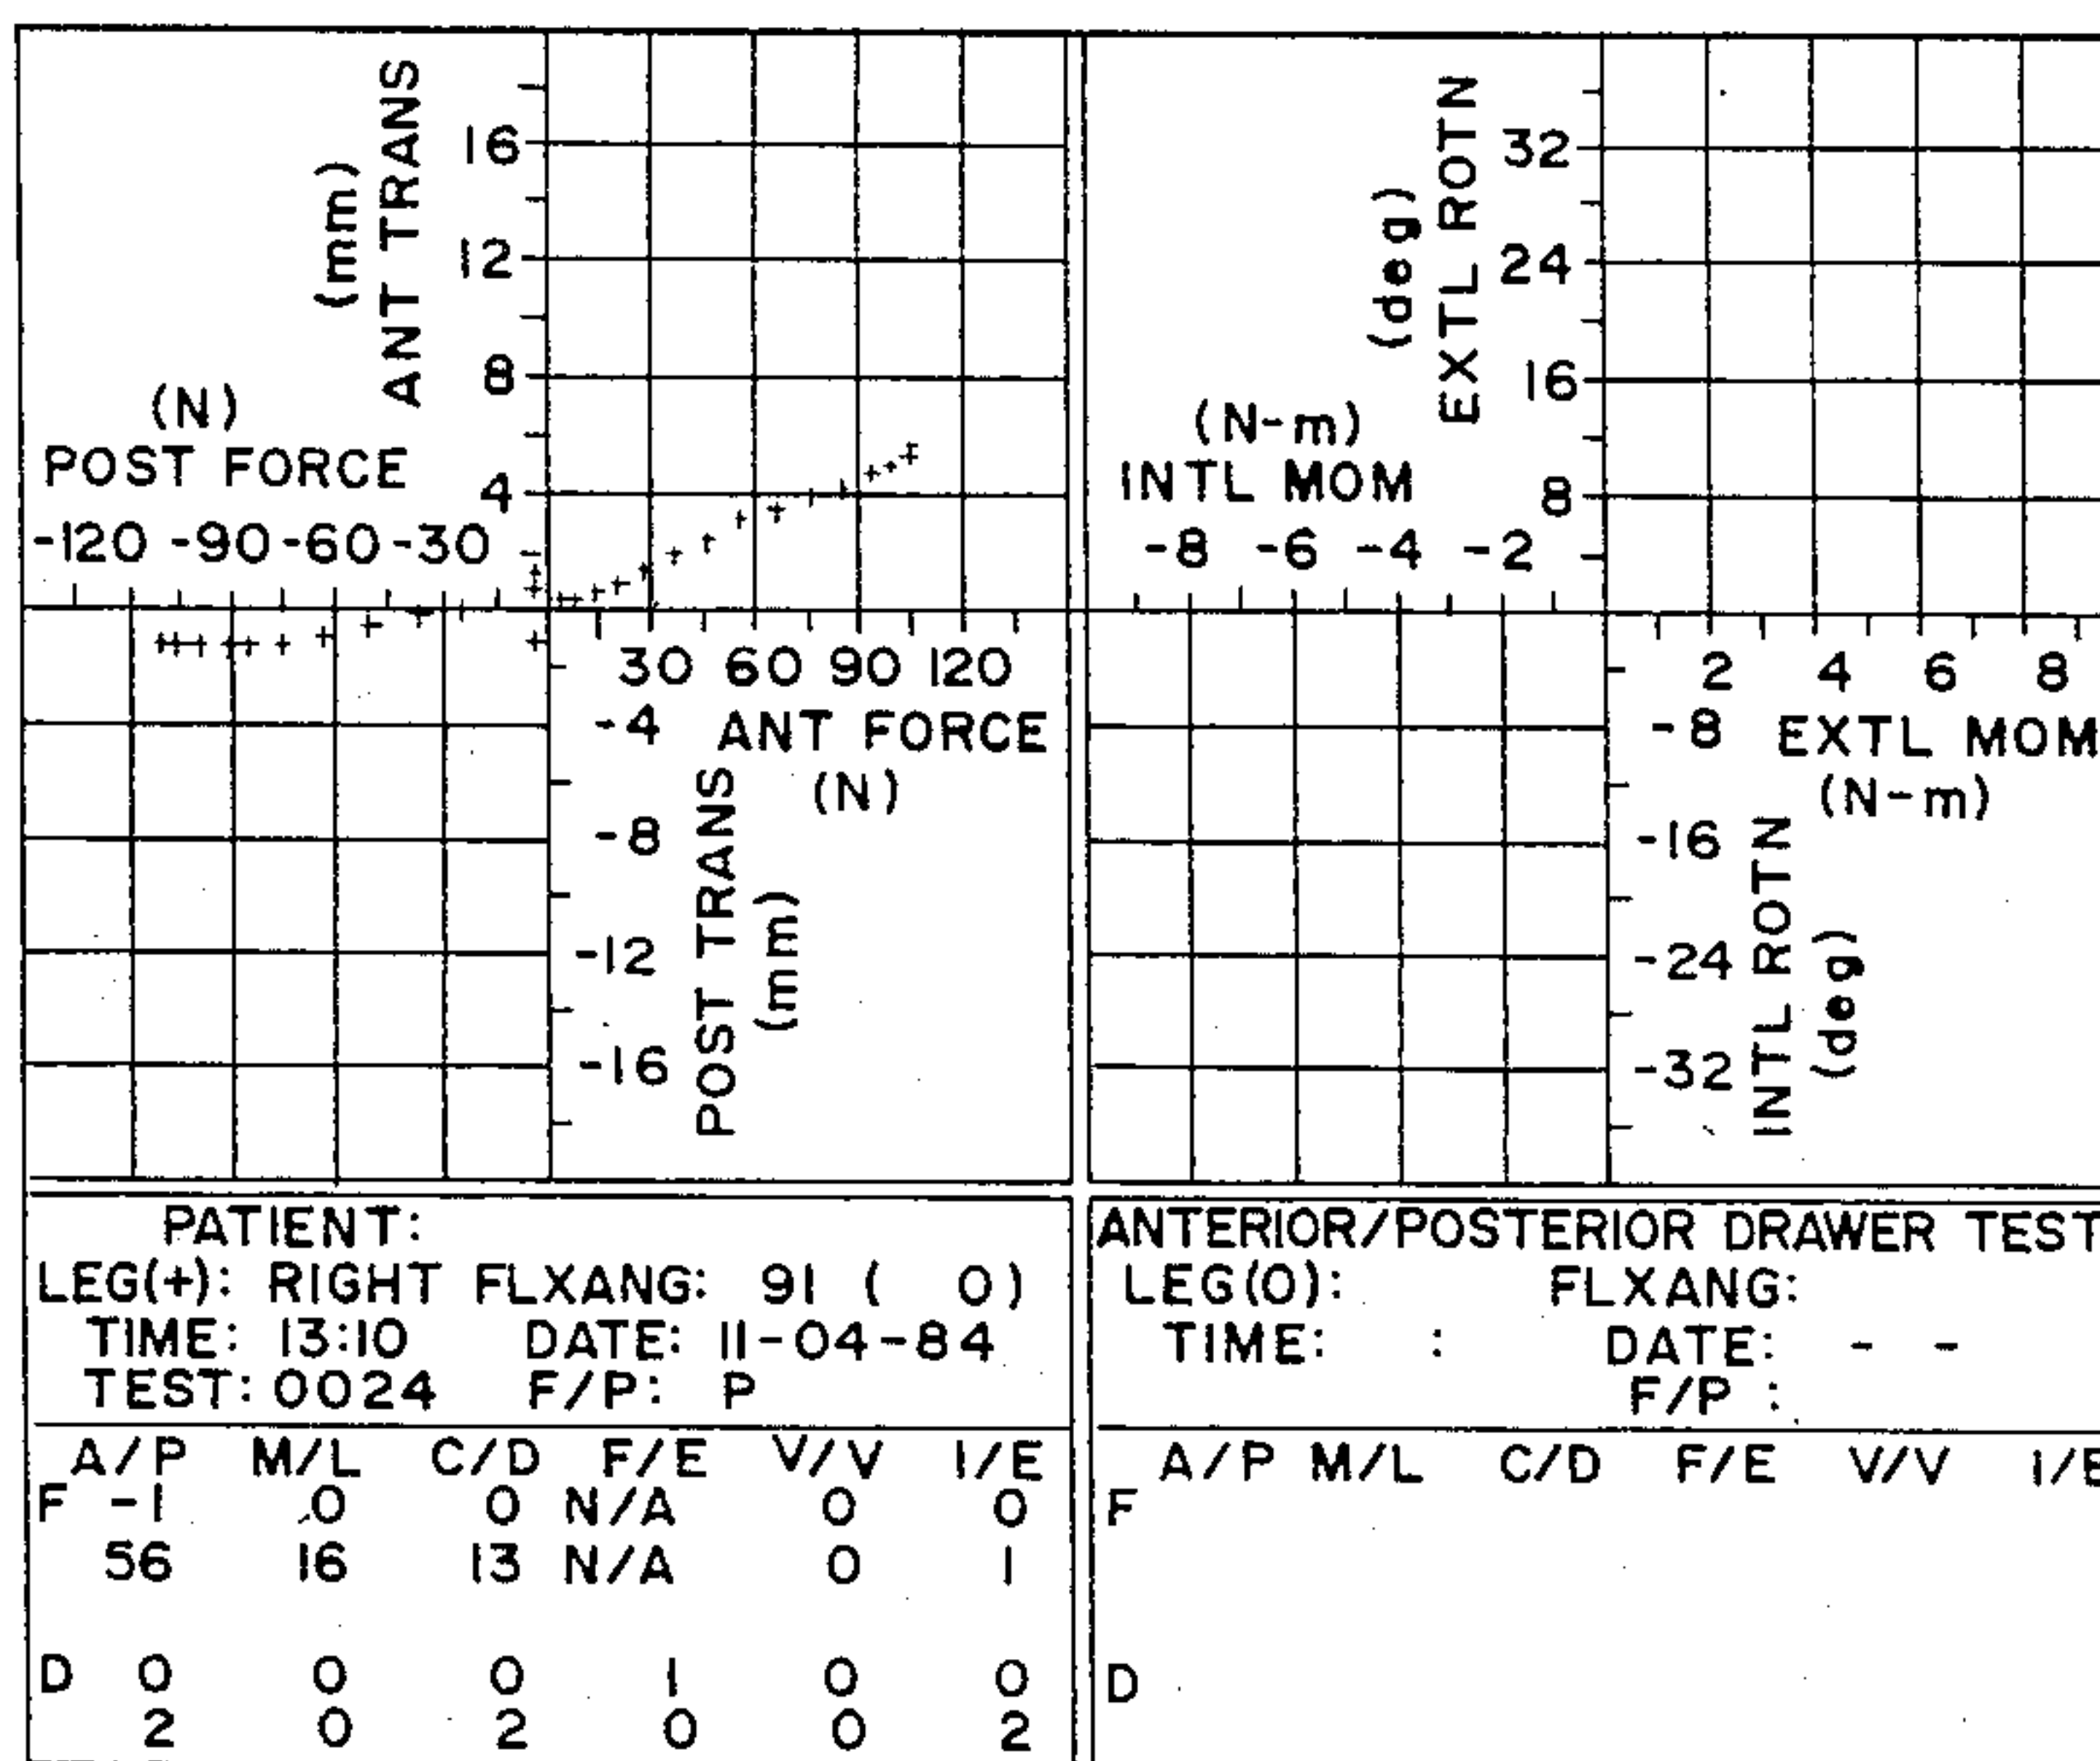 16
12
8
4
(mm)
ANT TRANS
(N)
POST FORCE
-120 -90 -60 -30
30 60 90 120
ANT FORCE
(N)
-4
-8
-12
-16
POST TRANS
(mm)
32
24
16
8
(deg)
EXTL ROTN
(N-m)
INTL MOM
-8 -6 -4 -2
2 4 6 8
EXTL MOM
(N-m)
-8
-16
-24
-32
INTL ROTN
(deg)
PATIENT:
LEG(+): RIGHT FLXANG: 91 ( 0)
TIME: 13:10 DATE: 11-04-84
TEST: 0024 F/P: P
A/P M/L C/D F/E V/V I/E
F -1 0 0 N/A 0 0
56 16 13 N/A 0 1
D 0 0 0 1 0 0
2 0 2 0 0 2
ANTERIOR/POSTERIOR DRAWER TEST
LEG(O): FLXANG:
TIME: : DATE: - -
F/P :
A/P M/L C/D F/E V/V I/E
F
D